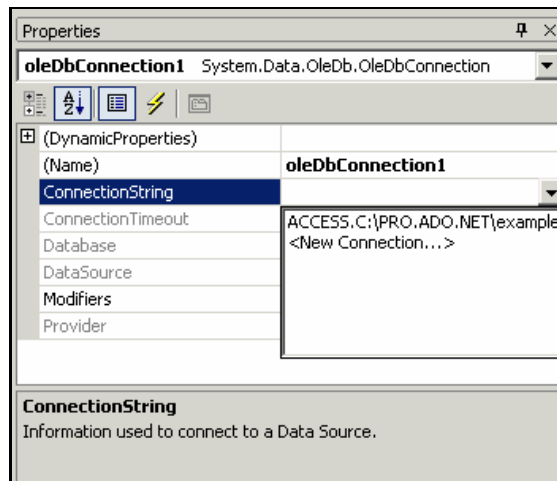 Properties
oleDbConnection1 System.Data.OleDb.OleDbConnection
(DynamicProperties)
(Name) oleDbConnection1
ConnectionString
ConnectionTimeout ACCESS.C:\PRO.ADO.NET\example
Database <New Connection...>
DataSource
Modifiers
Provider
ConnectionString
Information used to connect to a Data Source.